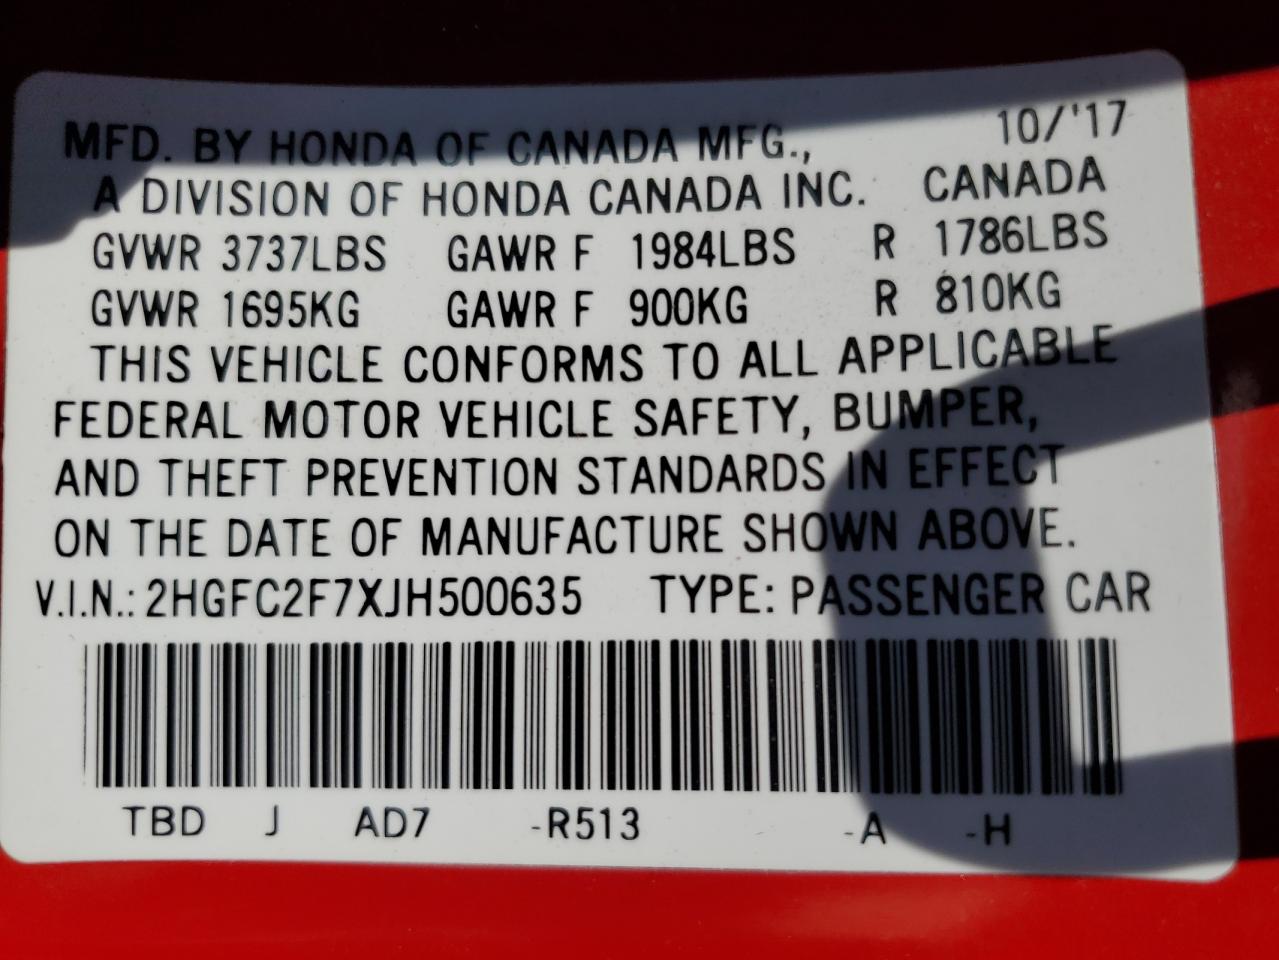 MFD. BY HONDA OF CANADA MFG., 10/'17
A DIVISION OF HONDA CANADA INC. CANADA
GVWR 3737LBS GAWR F 1984LBS R 1786LBS
GVWR 1695KG GAWR F 900KG R 810KG
THIS VEHICLE CONFORMS TO ALL APPLICABLE
FEDERAL MOTOR VEHICLE SAFETY, BUMPER,
AND THEFT PREVENTION STANDARDS IN EFFECT
ON THE DATE OF MANUFACTURE SHOWN ABOVE.
V.I.N.: 2HGFC2F7XJH500635 TYPE: PASSENGER CAR
TBD J AD7 -R513 -A -H